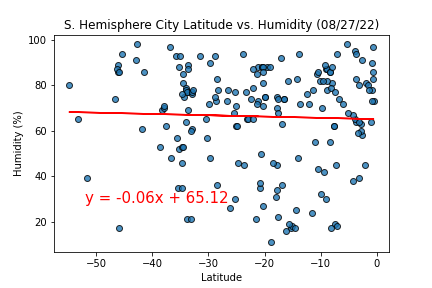 S. Hemisphere City Latitude vs. Humidity (08/27/22)
100
80
60
40
20
Humidity (%)
y = -0.06x + 65.12
−50
−40
−30
−20
−10
0
Latitude